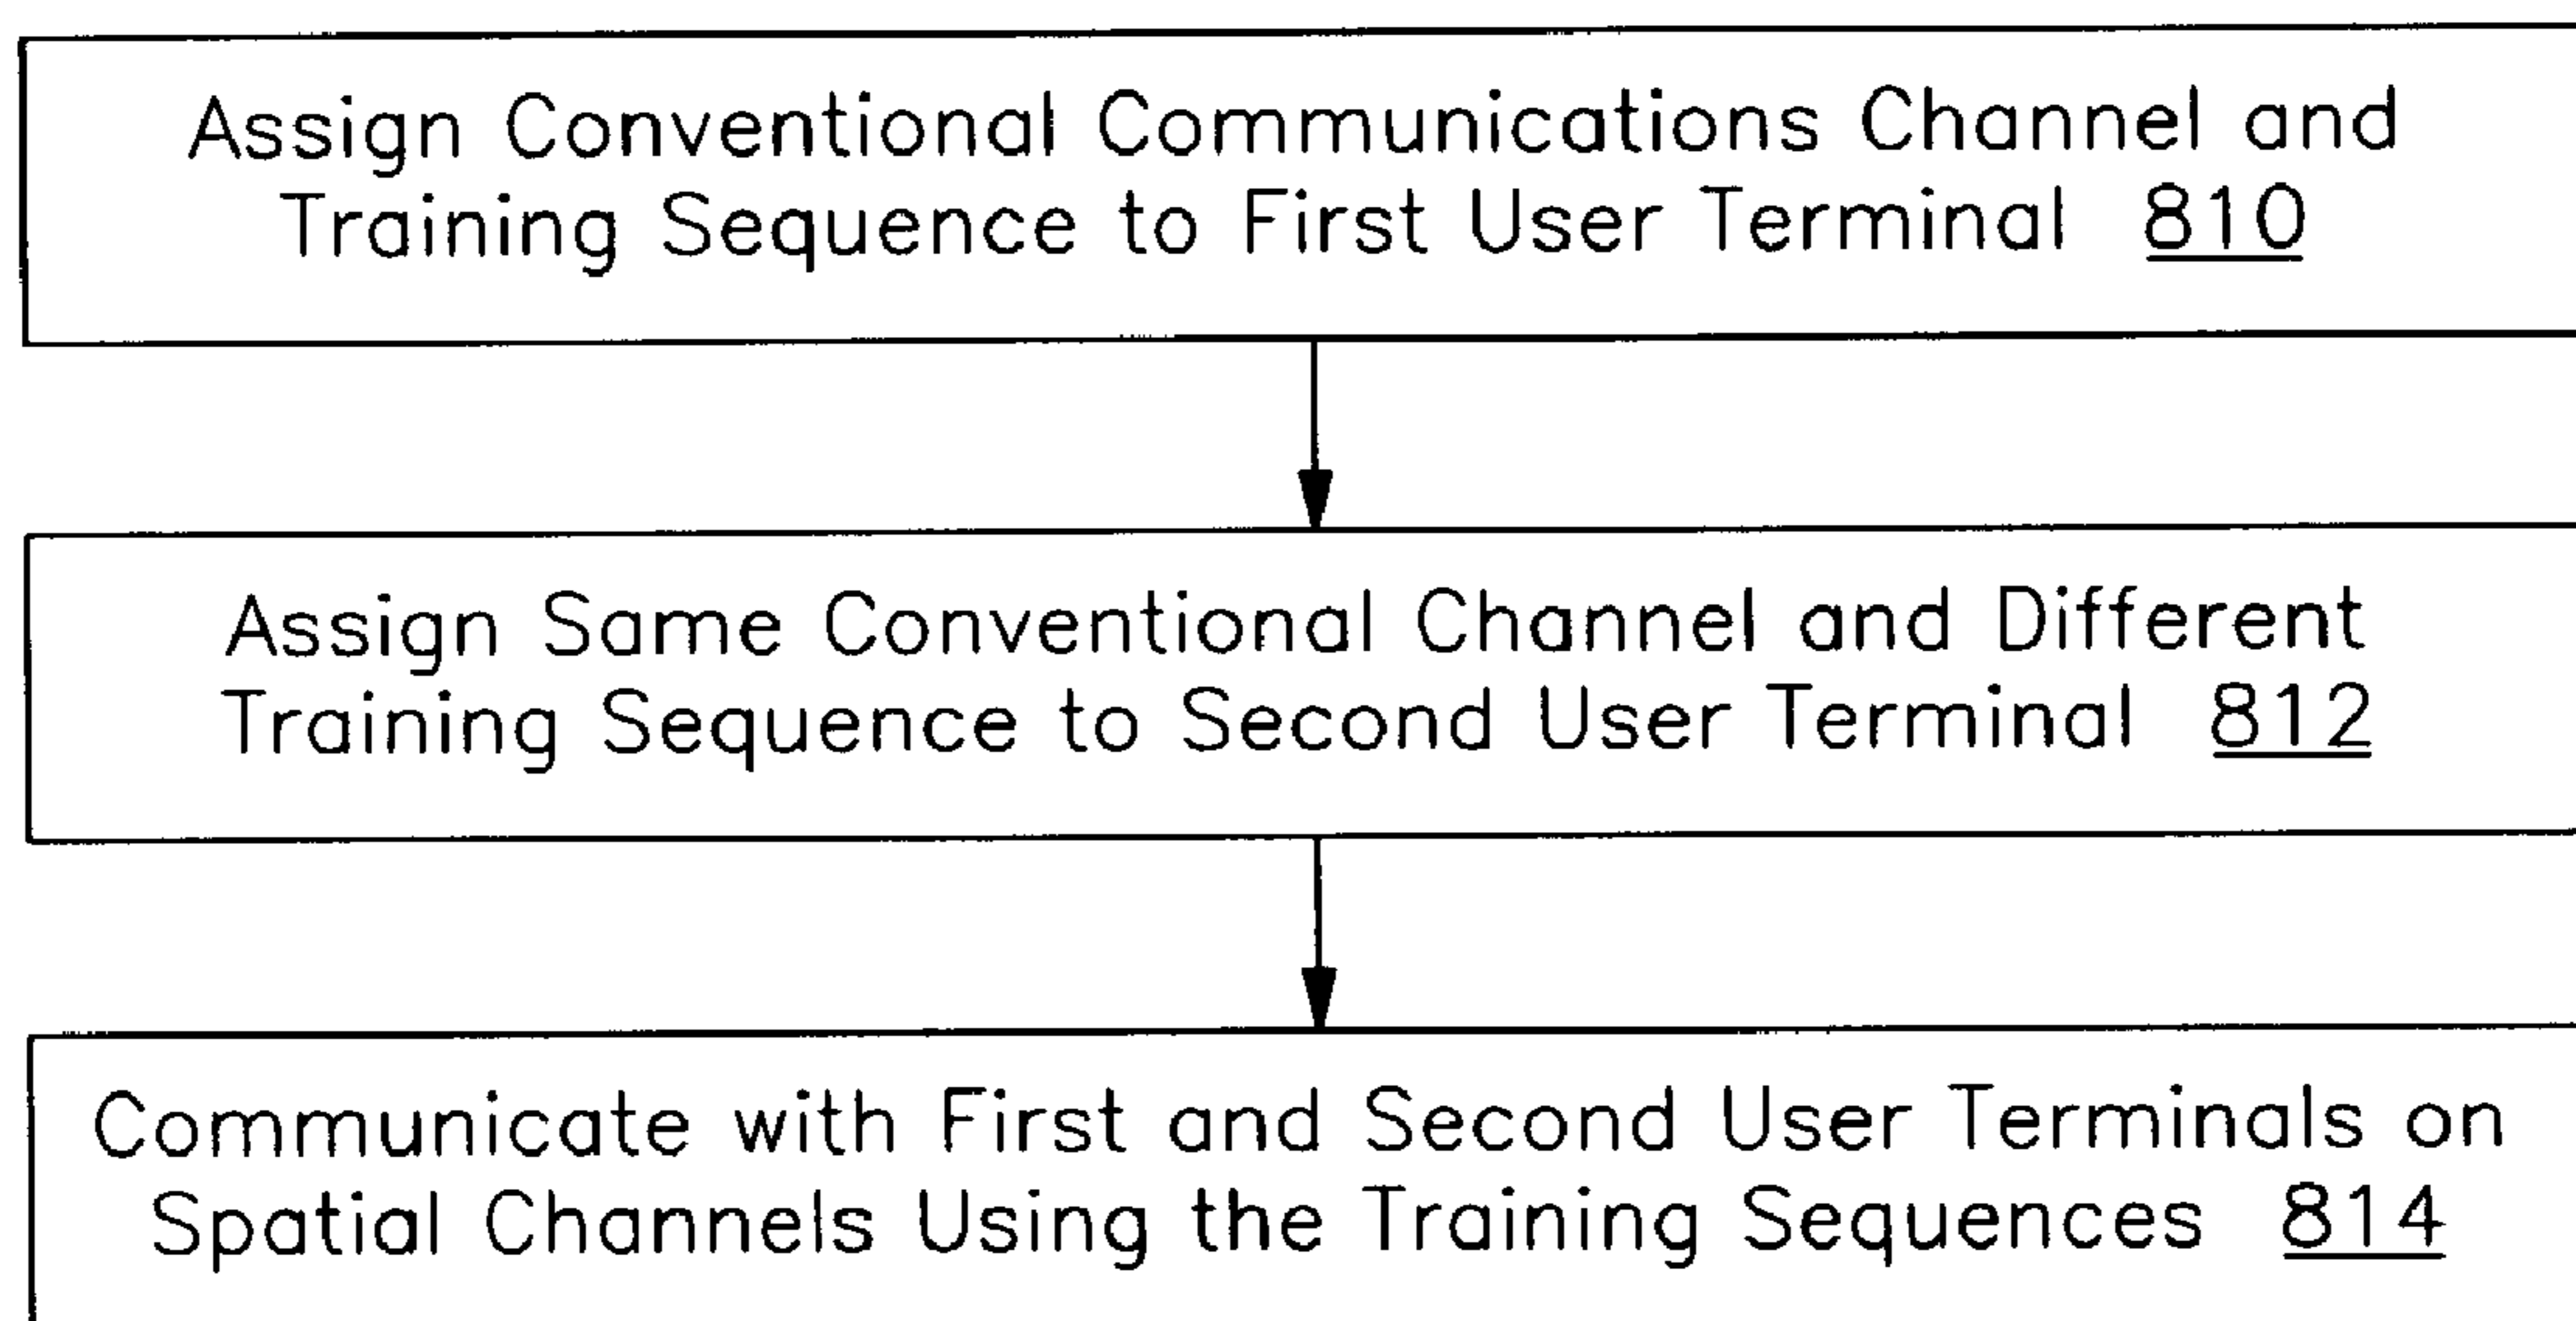 Assign Conventional Communications Channel and
Training Sequence to First User Terminal 810
Assign Same Conventional Channel and Different
Training Sequence to Second User Terminal 812
Communicate with First and Second User Terminals on
Spatial Channels Using the Training Sequences 814